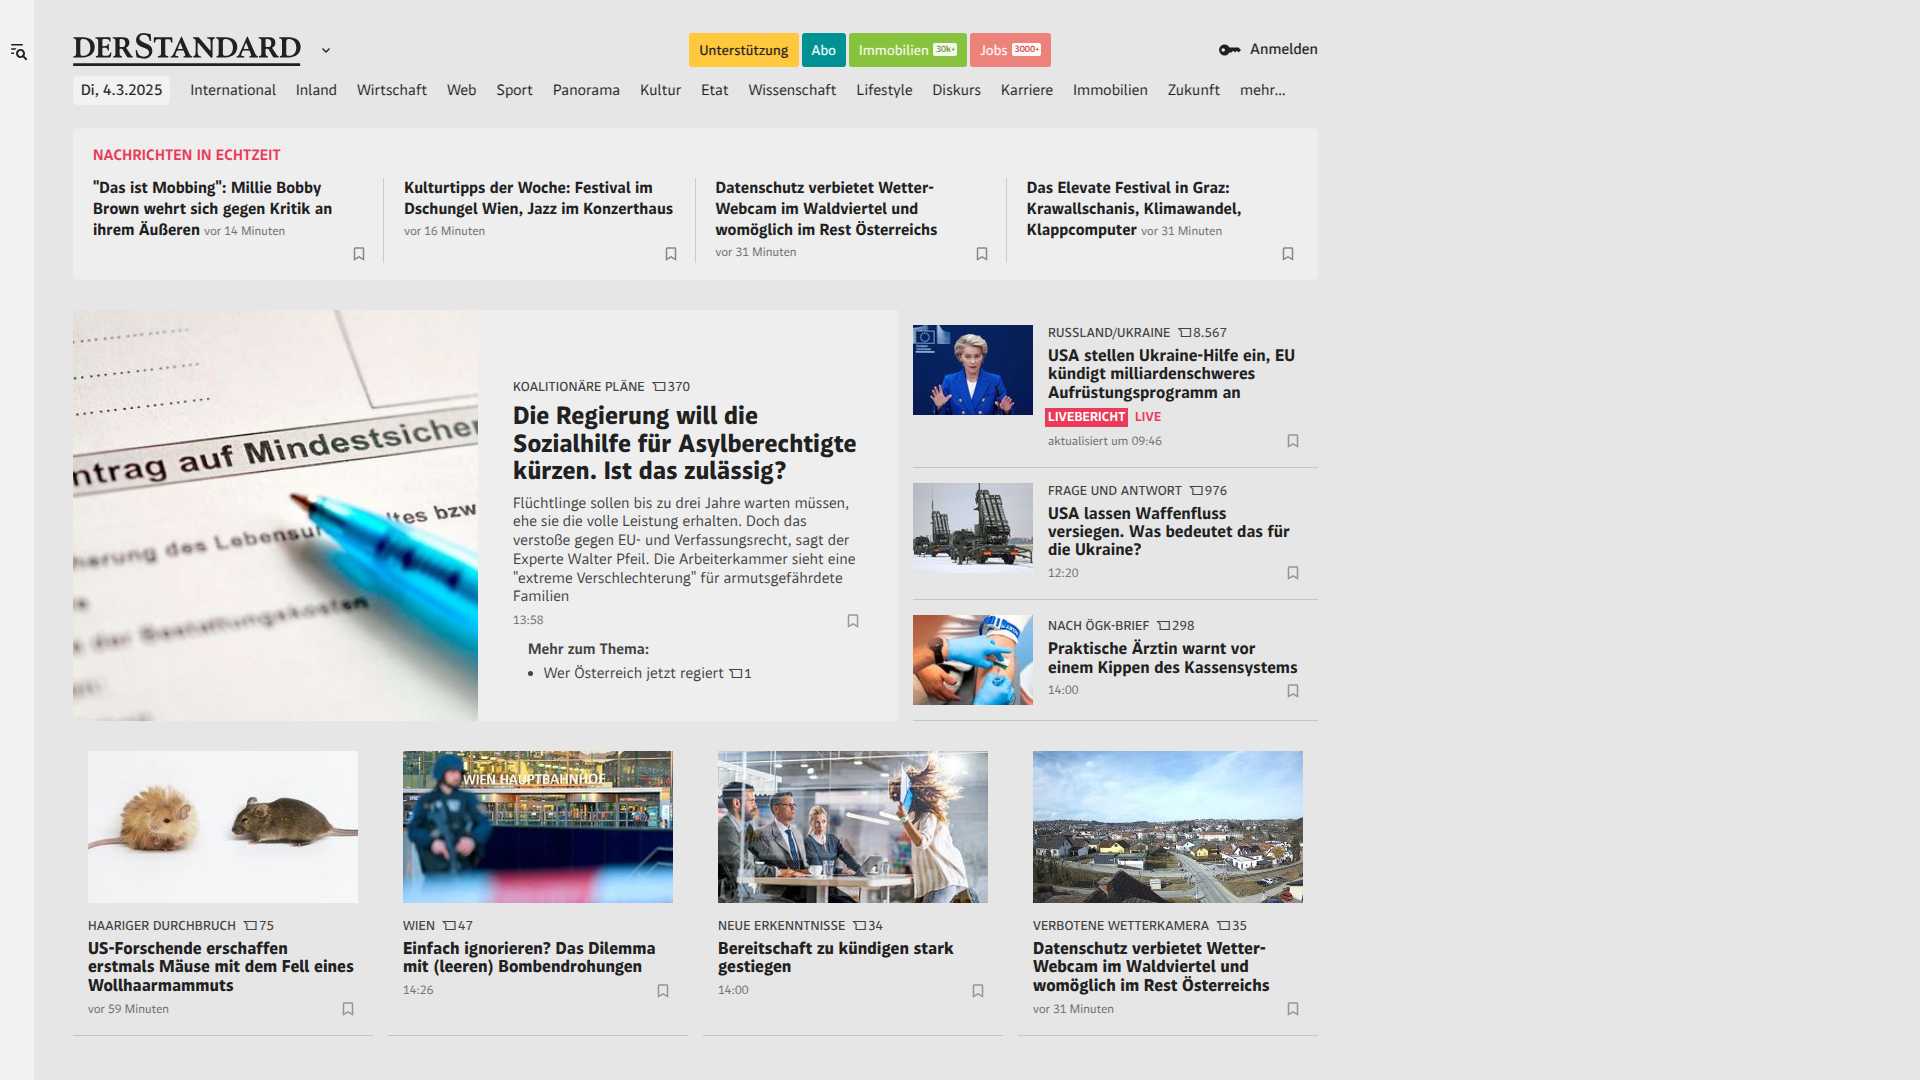 DERSTANDARD
Unterstützung
Abo
Immobilien 30k+
Jobs 3000+
Anmelden
Di, 4.3.2025
International
Inland
Wirtschaft
Web
Sport
Panorama
Kultur
Etat
Wissenschaft
Lifestyle
Diskurs
Karriere
Immobilien
Zukunft
mehr...
NACHRICHTEN IN ECHTZEIT
"Das ist Mobbing": Millie Bobby
Brown wehrt sich gegen Kritik an
ihrem Äußeren vor 14 Minuten
Kulturtipps der Woche: Festival im
Dschungel Wien, Jazz im Konzerthaus
vor 16 Minuten
Datenschutz verbietet Wetter-
Webcam im Waldviertel und
womöglich im Rest Österreichs
vor 31 Minuten
Das Elevate Festival in Graz:
Krawallschanis, Klimawandel,
Klappcomputer vor 31 Minuten
ntrag auf Mindestsicher
KOALITIONÄRE PLÄNE 370
Die Regierung will die
Sozialhilfe für Asylberechtigte
kürzen. Ist das zulässig?
Flüchtlinge sollen bis zu drei Jahre warten müssen,
ehe sie die volle Leistung erhalten. Doch das
verstoße gegen EU- und Verfassungsrecht, sagt der
Experte Walter Pfeil. Die Arbeiterkammer sieht eine
"extreme Verschlechterung" für armutsgefährdete
Familien
13:58
Mehr zum Thema:
• Wer Österreich jetzt regiert 1
RUSSLAND/UKRAINE 8.567
USA stellen Ukraine-Hilfe ein, EU
kündigt milliardenschweres
Aufrüstungsprogramm an
LIVEBERICHT LIVE
aktualisiert um 09:46
FRAGE UND ANTWORT 976
USA lassen Waffenfluss
versiegen. Was bedeutet das für
die Ukraine?
12:20
NACH ÖGK-BRIEF 298
Praktische Ärztin warnt vor
einem Kippen des Kassensystems
14:00
HAARIGER DURCHBRUCH 75
US-Forschende erschaffen
erstmals Mäuse mit dem Fell eines
Wollhaarmammuts
vor 59 Minuten
WIEN HAUPTBAHNHOF
WIEN 47
Einfach ignorieren? Das Dilemma
mit (leeren) Bombendrohungen
14:26
NEUE ERKENNTNISSE 34
Bereitschaft zu kündigen stark
gestiegen
14:00
VERBOTENE WETTERKAMERA 35
Datenschutz verbietet Wetter-
Webcam im Waldviertel und
womöglich im Rest Österreichs
vor 31 Minuten